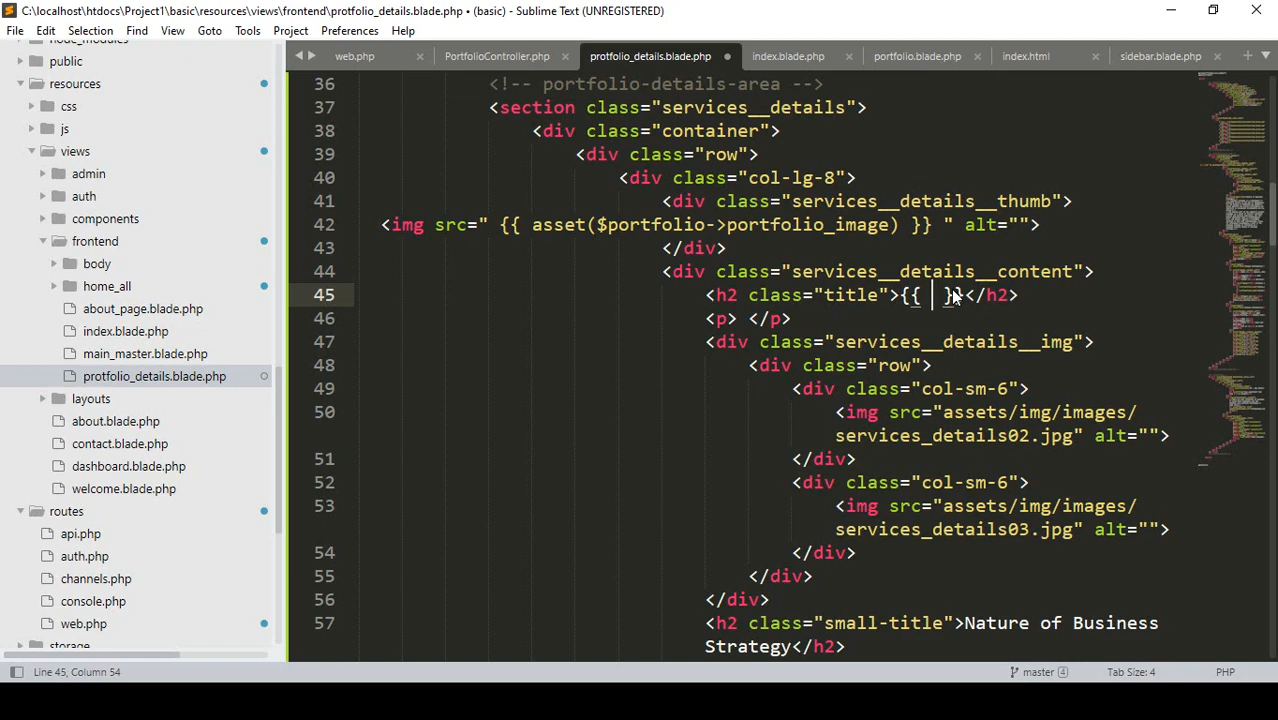 C:\localhost\htdocs\Project1\basic\resources\views\frontend\protfolio_details.blade.php • (basic) - Sublime Text (UNREGISTERED)
File Edit Selection Find View Goto Tools Project Preferences Help
web.php × PortfolioController.php × protfolio_details.blade.php index.blade.php × portfolio.blade.php × index.html × sidebar.blade.php ×
public
resources
css
js
views
admin
auth
components
frontend
body
home_all
about_page.blade.php
index.blade.php
main_master.blade.php
protfolio_details.blade.php
layouts
about.blade.php
contact.blade.php
dashboard.blade.php
welcome.blade.php
routes
api.php
auth.php
channels.php
console.php
web.php
36 <!-- portfolio-details-area -->
37 <section class="services__details">
38 <div class="container">
39 <div class="row">
40 <div class="col-lg-8">
41 <div class="services__details__thumb">
42 <img src=" {{ asset($portfolio->portfolio_image) }} " alt="">
43 </div>
44 <div class="services__details__content">
45 <h2 class="title">{{  }}</h2>
46 <p> </p>
47 <div class="services__details__img">
48 <div class="row">
49 <div class="col-sm-6">
50 <img src="assets/img/images/
services_details02.jpg" alt="">
51 </div>
52 <div class="col-sm-6">
53 <img src="assets/img/images/
services_details03.jpg" alt="">
54 </div>
55 </div>
56 </div>
57 <h2 class="small-title">Nature of Business
Strategy</h2>
Line 45, Column 54 master 4 Tab Size: 4 PHP